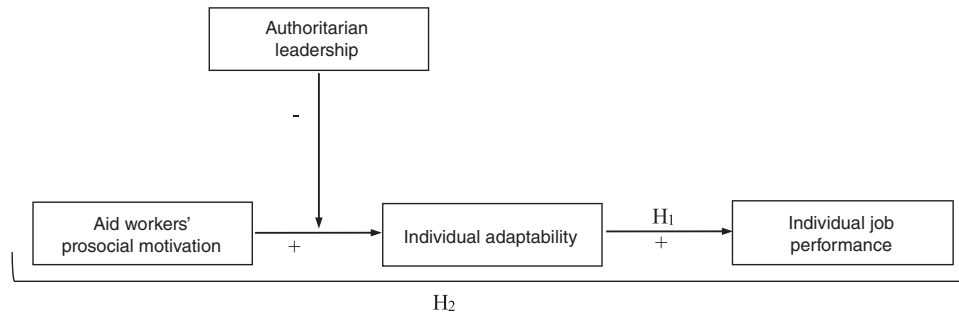 Authoritarian
leadership
-
Aid workers’
prosocial motivation
+
Individual adaptability
H₁
+
Individual job
performance
H₂